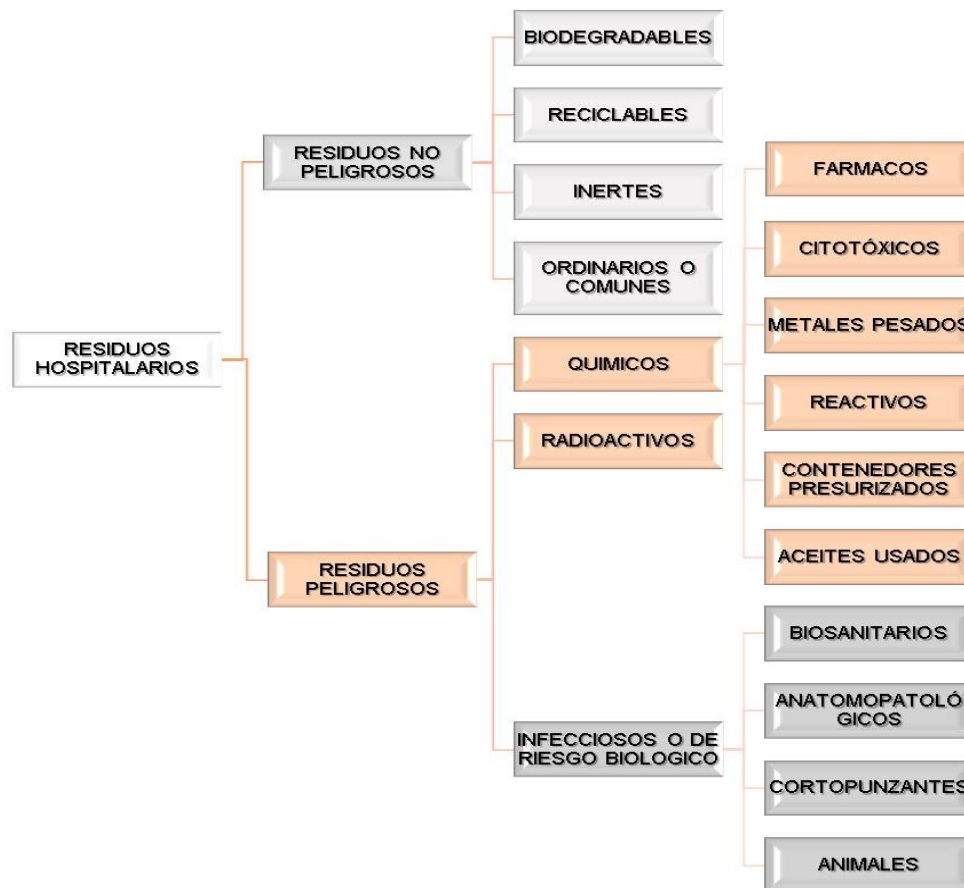 BIODEGRADABLES
RECICLABLES
RESIDUOS NO
PELIGROSOS
INERTES
ORDINARIOS O
COMUNES
FARMACOS
CITOTÓXICOS
METALES PESADOS
RESIDUOS
HOSPITALARIOS
QUIMICOS
RADIOACTIVOS
REACTIVOS
CONTENEDORES
PRESURIZADOS
ACEITES USADOS
RESIDUOS
PELIGROSOS
INFECCIOSOS O DE
RIESGO BIOLOGICO
BIOSANITARIOS
ANATOMOPATOLÓ
GICOS
CORTOPUNZANTES
ANIMALES